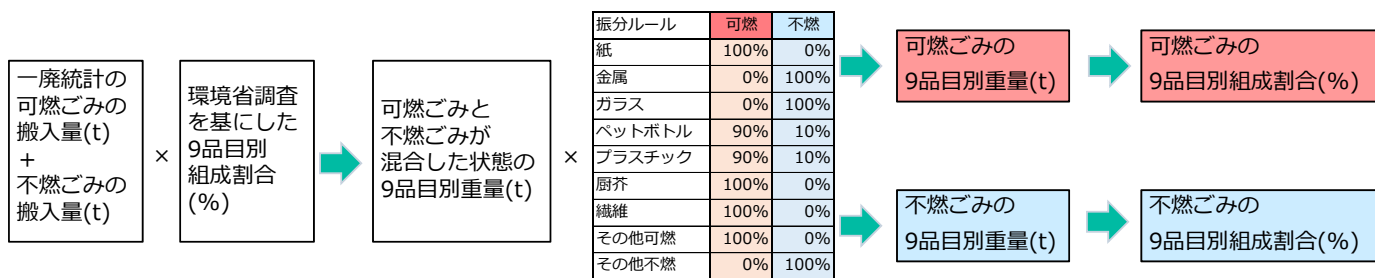 一廃統計の
可燃ごみの
搬入量(t)
+
不燃ごみの
搬入量(t)
×
環境省調査
を基にした
9品目別
組成割合
(%)
可燃ごみと
不燃ごみが
混合した状態の
9品目別重量(t)
×
振分ルール 可燃 不燃
紙 100% 0%
金属 0% 100%
ガラス 0% 100%
ペットボトル 90% 10%
プラスチック 90% 10%
厨芥 100% 0%
繊維 100% 0%
その他可燃 100% 0%
その他不燃 0% 100%
可燃ごみの
9品目別重量(t)
可燃ごみの
9品目別組成割合(%)
不燃ごみの
9品目別重量(t)
不燃ごみの
9品目別組成割合(%)